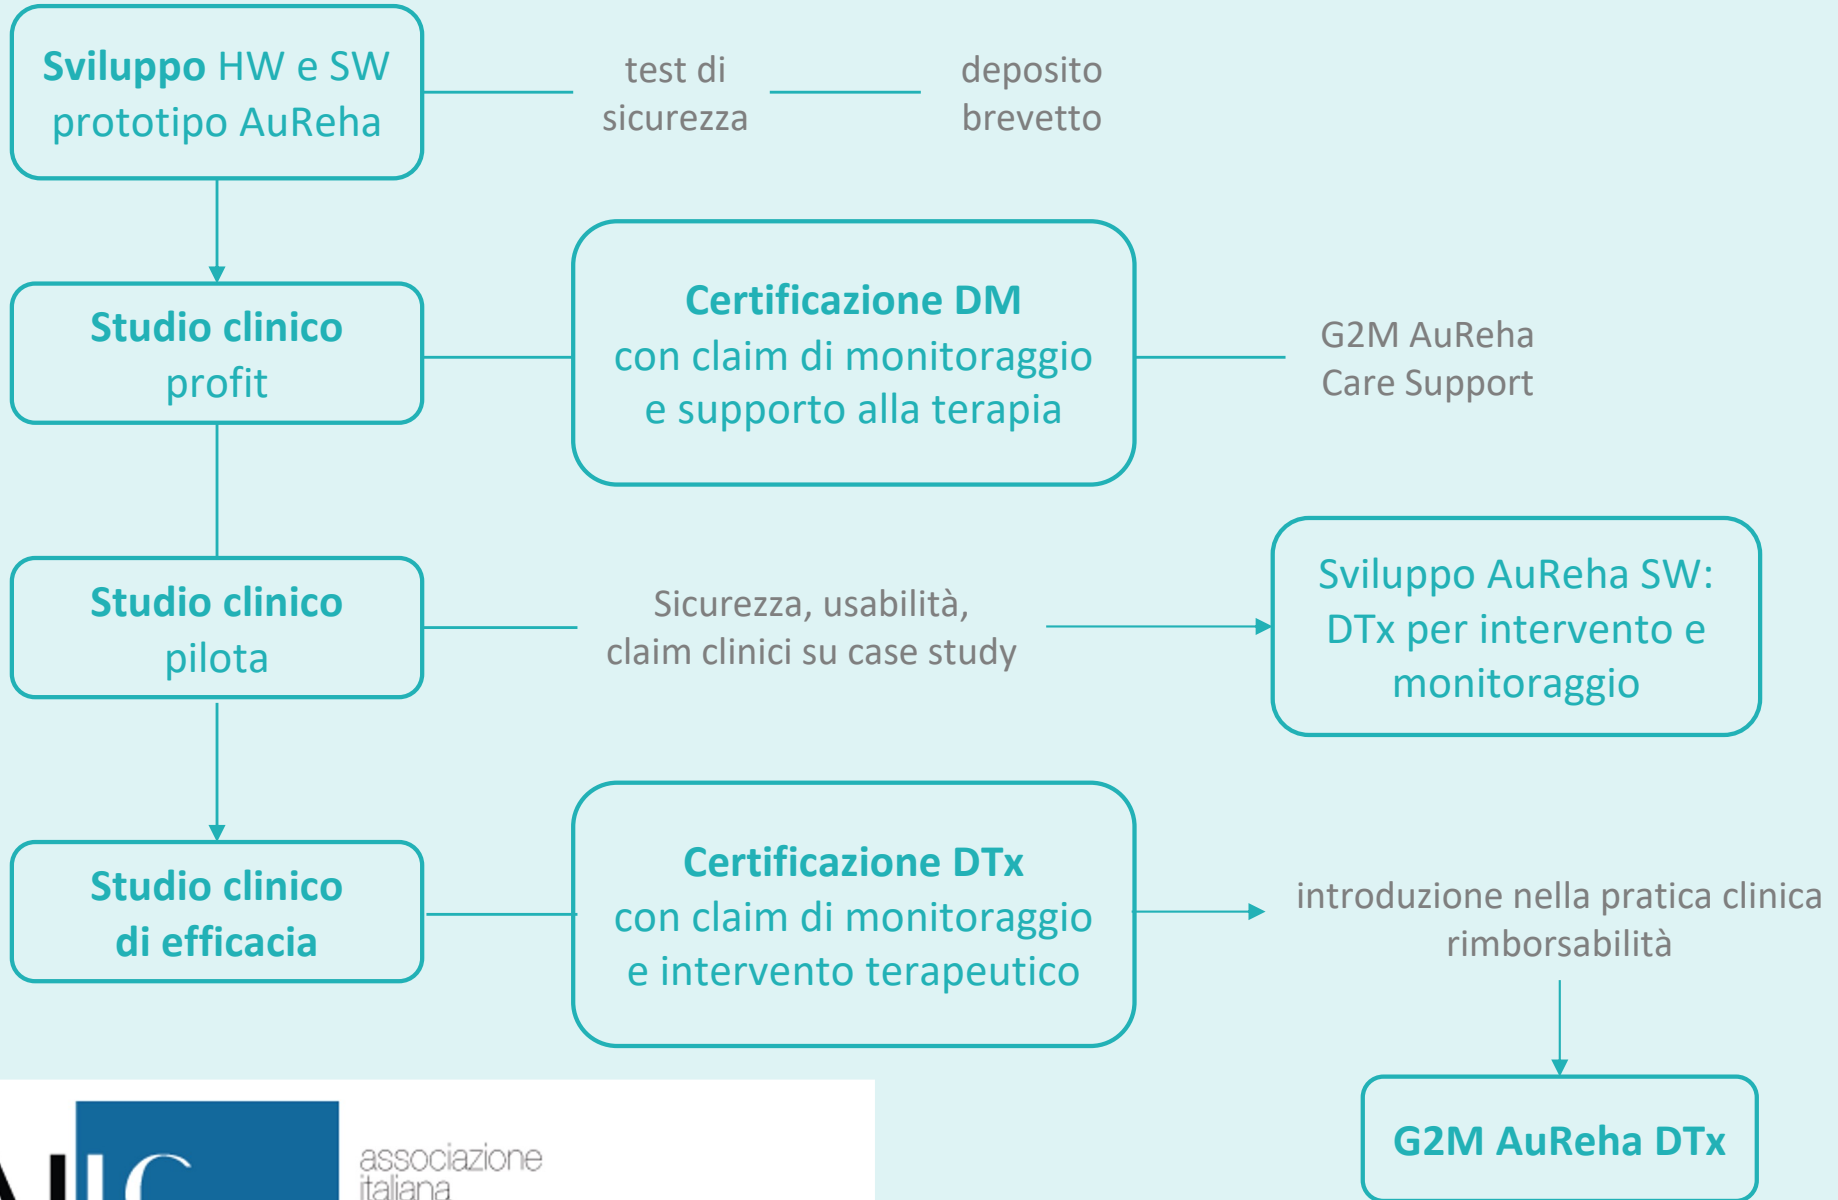 Sviluppo HW e SW
prototipo AuReha
test di
sicurezza
deposito
brevetto
Studio clinico
profit
Certificazione DM
con claim di monitoraggio
e supporto alla terapia
G2M AuReha
Care Support
Studio clinico
pilota
Sicurezza, usabilità,
claim clinici su case study
Sviluppo AuReha SW:
DTx per intervento e
monitoraggio
Studio clinico
di efficacia
Certificazione DTx
con claim di monitoraggio
e intervento terapeutico
introduzione nella pratica clinica
rimborsabilità
G2M AuReha DTx
associazione
italiana